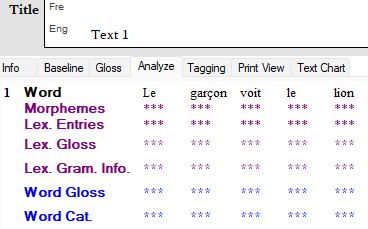 Title Fre
Eng Text 1
Info Baseline Gloss Analyze Tagging Print View Text Chart
1 Word Le garçon voit le lion
Morphemes *** *** *** *** ***
Lex. Entries *** *** *** *** ***
Lex. Gloss *** *** *** *** ***
Lex. Gram. Info. *** *** *** *** ***
Word Gloss *** *** *** *** ***
Word Cat. *** *** *** *** ***